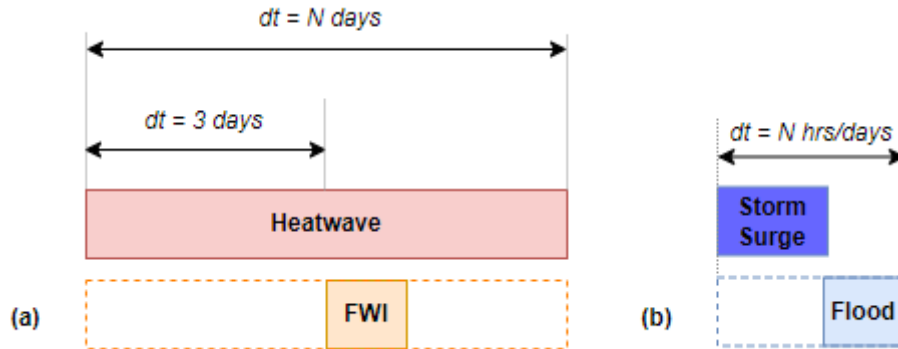 dt = N days
dt = 3 days
Heatwave
(a)
FWI
dt = N hrs/days
Storm
Surge
(b)
Flood